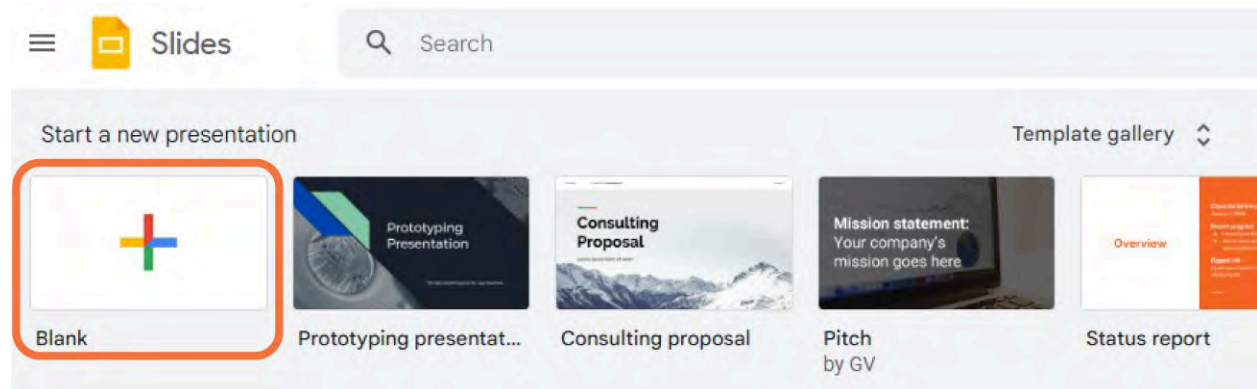 Slides
Search
Start a new presentation
Template gallery
Prototyping
Presentation
Consulting
Proposal
Mission statement:
Your company's
mission goes here
Overview
Blank
Prototyping presentat...
Consulting proposal
Pitch
by GV
Status report